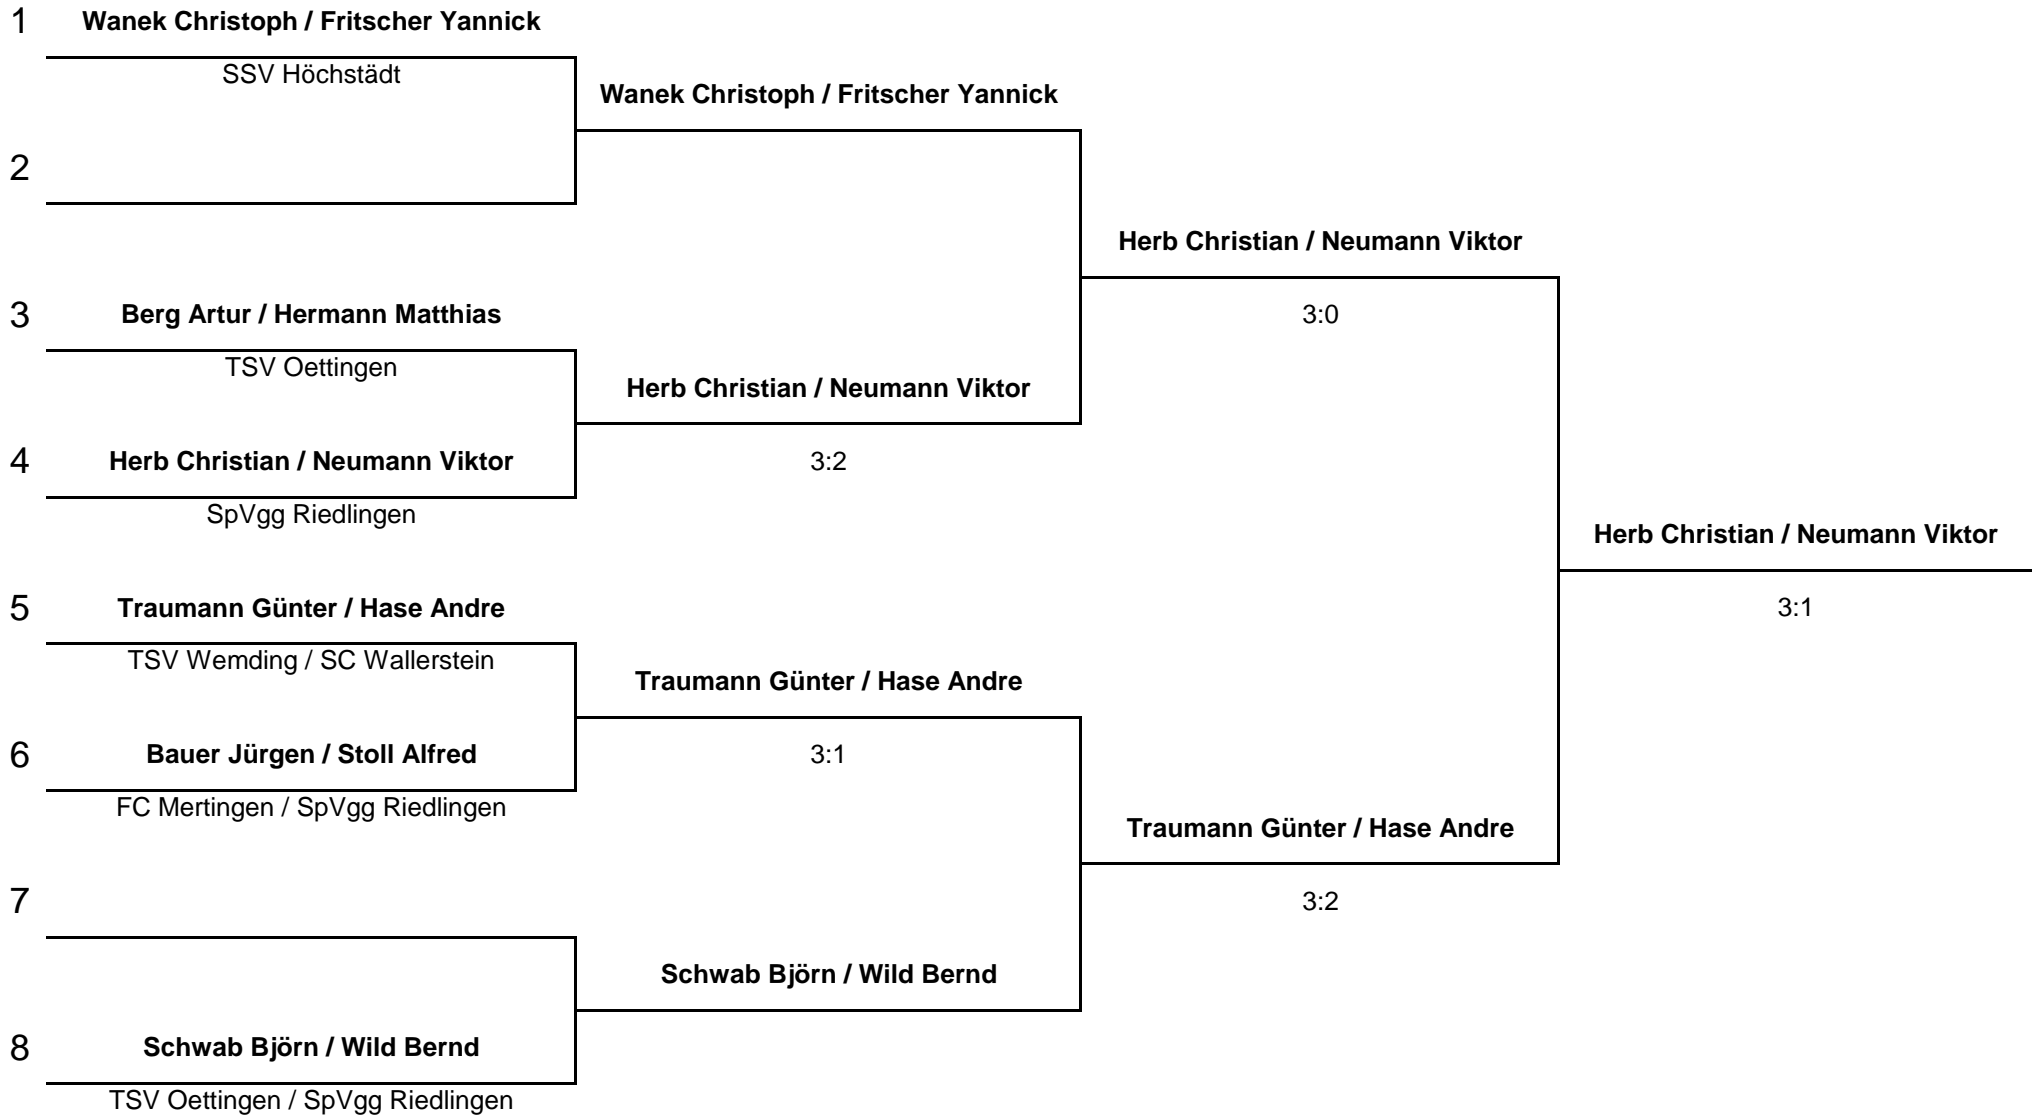 1
Wanek Christoph / Fritscher Yannick
SSV Höchstädt
Wanek Christoph / Fritscher Yannick
2
Herb Christian / Neumann Viktor
3
Berg Artur / Hermann Matthias
3:0
TSV Oettingen
Herb Christian / Neumann Viktor
4
Herb Christian / Neumann Viktor
3:2
SpVgg Riedlingen
Herb Christian / Neumann Viktor
5
Traumann Günter / Hase Andre
3:1
TSV Wemding / SC Wallerstein
Traumann Günter / Hase Andre
6
Bauer Jürgen / Stoll Alfred
3:1
FC Mertingen / SpVgg Riedlingen
Traumann Günter / Hase Andre
7
3:2
Schwab Björn / Wild Bernd
8
Schwab Björn / Wild Bernd
TSV Oettingen / SpVgg Riedlingen